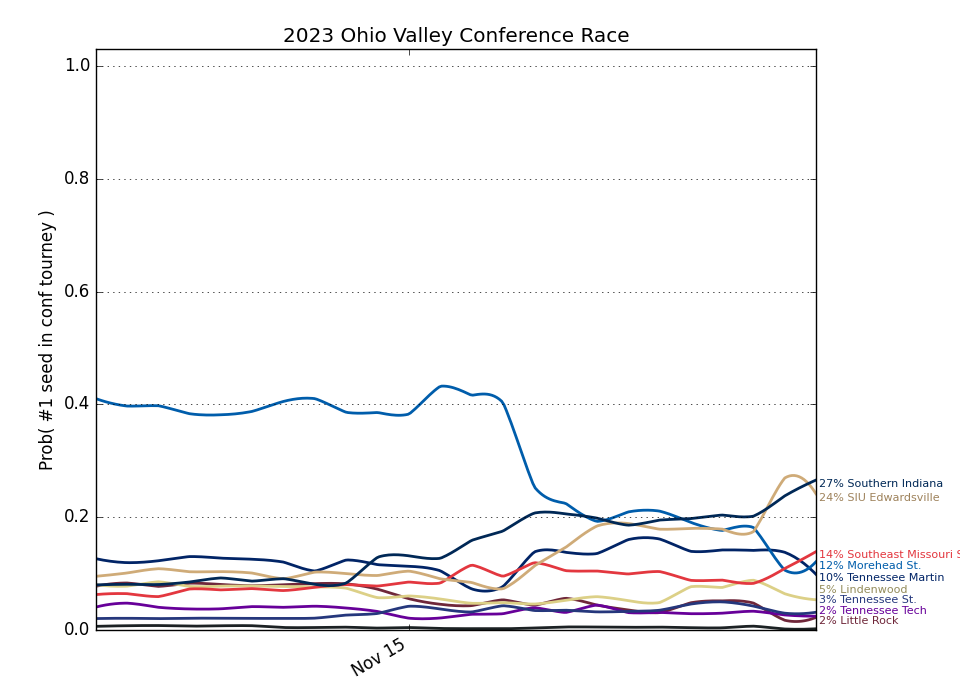 2023 Ohio Valley Conference Race
Prob( #1 seed in conf tourney )
1.0
0.8
0.6
0.4
0.2
0.0
Nov 15
27% Southern Indiana
24% SIU Edwardsville
14% Southeast Missouri S
12% Morehead St.
10% Tennessee Martin
5% Lindenwood
3% Tennessee St.
2% Tennessee Tech
2% Little Rock